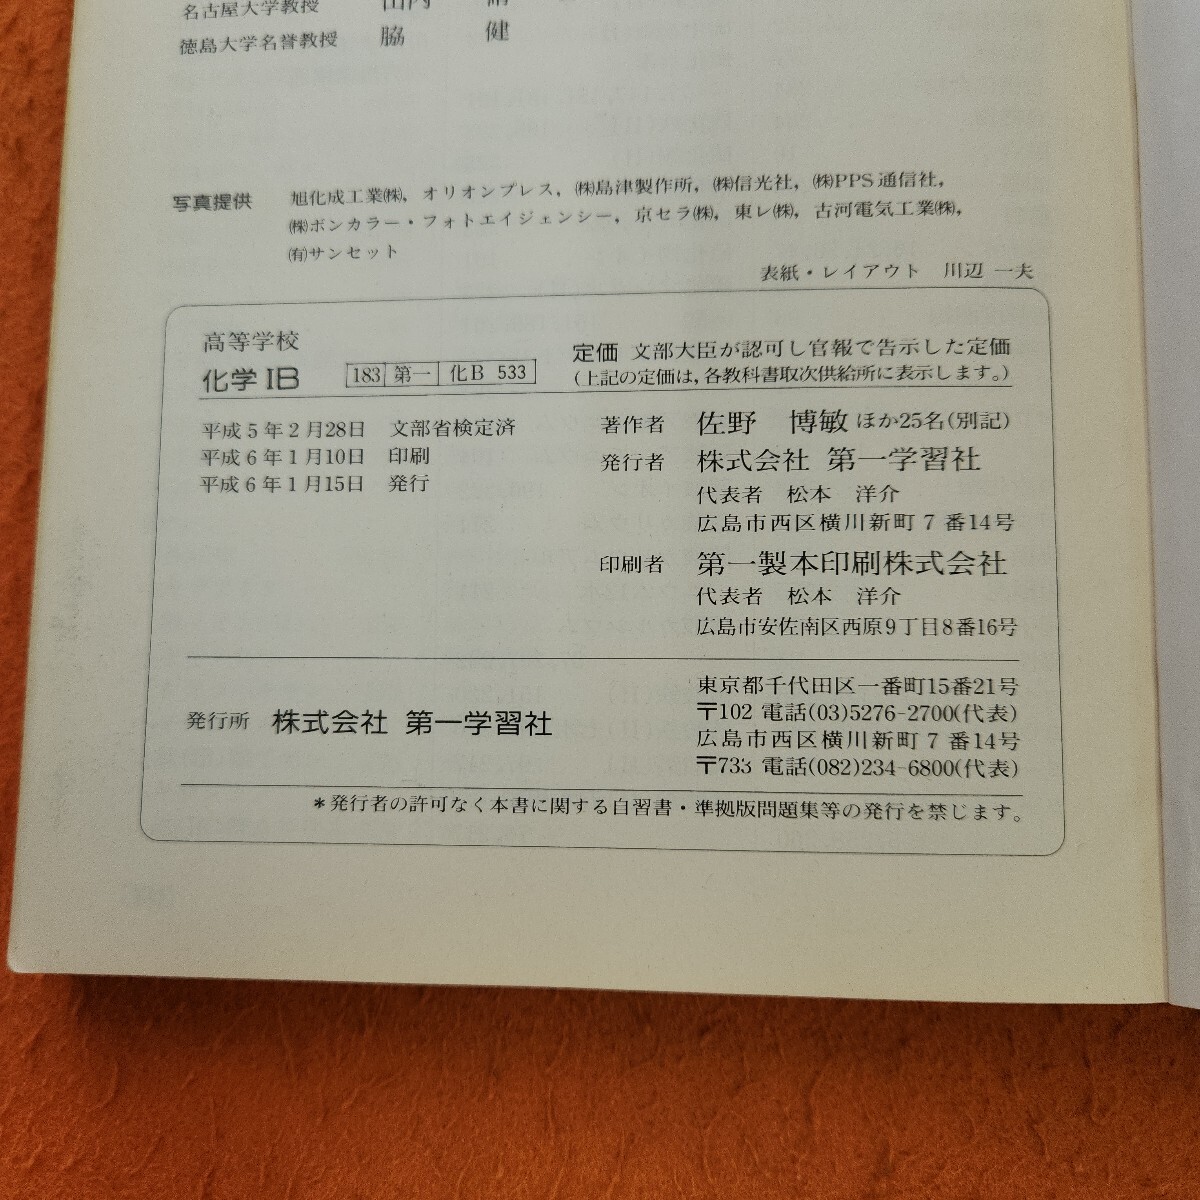 名古屋大学教授 山内
徳島大学名誉教授 脇 健
写真提供 旭化成工業㈱，オリオンプレス，㈱島津製作所，㈱信光社，㈱PPS通信社，
㈱ボンカラー・フォトエイジェンシー，京セラ㈱，東レ㈱，古河電気工業㈱，
㈲サンセット
表紙・レイアウト 川辺 一夫
高等学校
化学ⅠB 183 第一 化B 533
定価 文部大臣が認可し官報で告示した定価
(上記の定価は，各教科書取次供給所に表示します。)
平成5年2月28日 文部省検定済
平成6年1月10日 印刷
平成6年1月15日 発行
著作者 佐野 博敏 ほか25名(別記)
発行者 株式会社 第一学習社
代表者 松本 洋介
広島市西区横川新町7番14号
印刷者 第一製本印刷株式会社
代表者 松本 洋介
広島市安佐南区西原9丁目8番16号
発行所 株式会社 第一学習社
東京都千代田区一番町15番21号
〒102 電話(03)5276-2700(代表)
広島市西区横川新町7番14号
〒733 電話(082)234-6800(代表)
＊発行者の許可なく本書に関する自習書・準拠版問題集等の発行を禁じます。